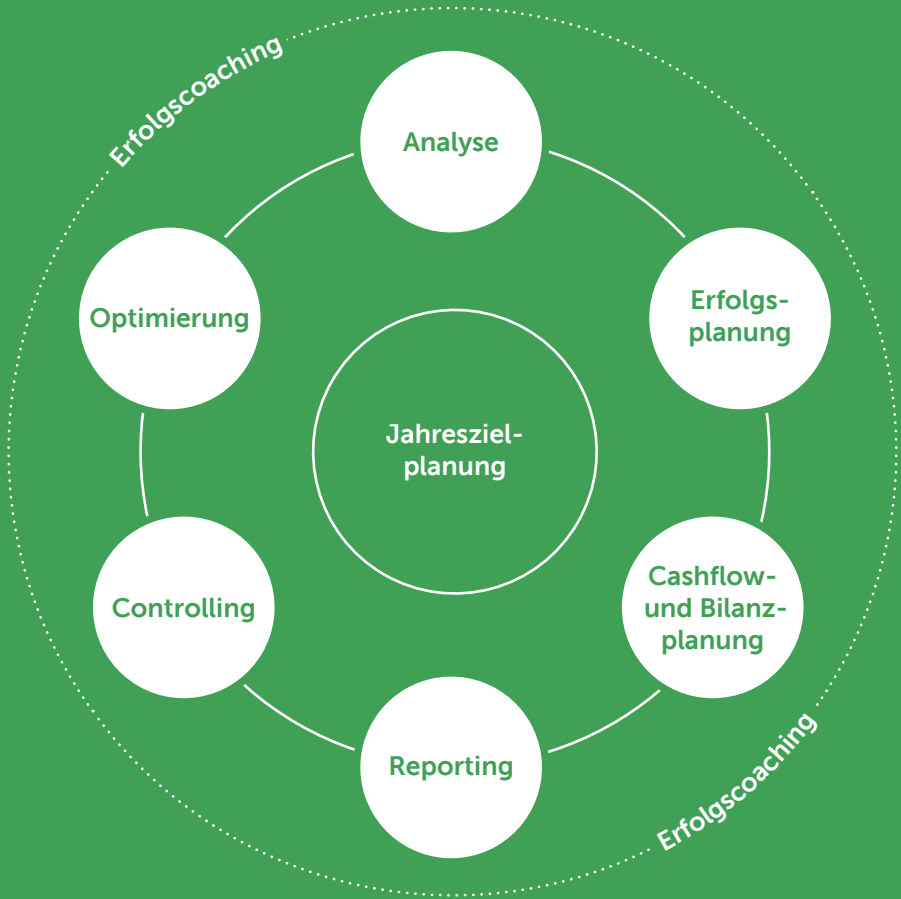 Erfolgscoaching
Analyse
Optimierung
Erfolgs-
planung
Jahresziel-
planung
Controlling
Cashflow-
und Bilanz-
planung
Reporting
Erfolgscoaching